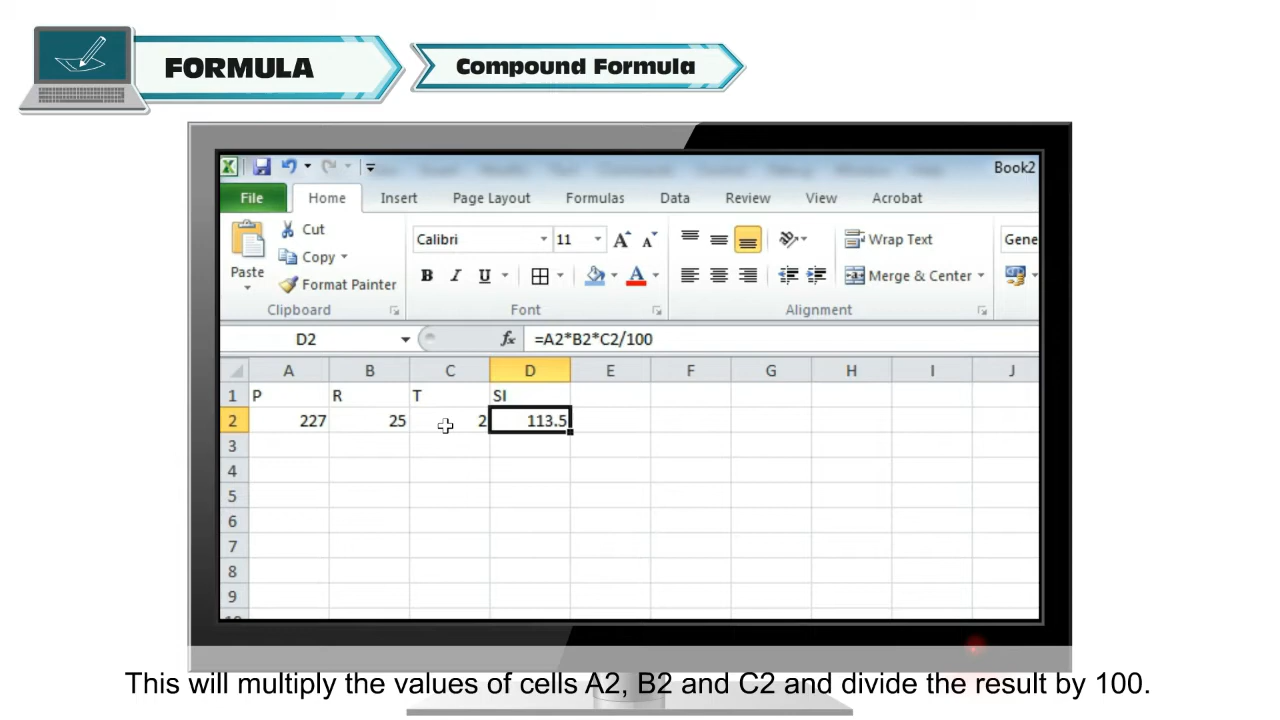 FORMULA
Compound Formula
Book2
File Home Insert Page Layout Formulas Data Review View Acrobat
Paste
Cut
Copy
Format Painter
Clipboard
Calibri 11 A A
B I U A
Font
Wrap Text
Merge & Center
Alignment
Gene
D2 fx =A2*B2*C2/100
A B C D E F G H I J
1 P R T SI
2 227 25 2 113.5
3
4
5
6
7
8
9
This will multiply the values of cells A2, B2 and C2 and divide the result by 100.